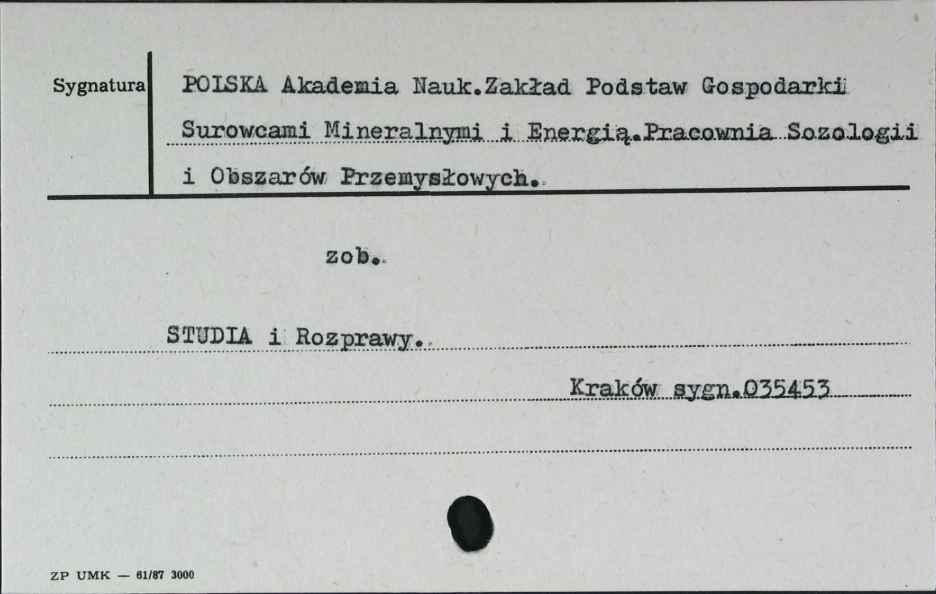 Sygnatura
POLSKA Akademia Nauk.Zakład Podstaw Gospodarki
Surowcami Mineralnymi i Energią.Pracownia Sozologii
i Obszarów Przemysłowych.
zob.
STUDIA i Rozprawy.
Kraków sygn.035453
ZP UMK — 61/87 3000